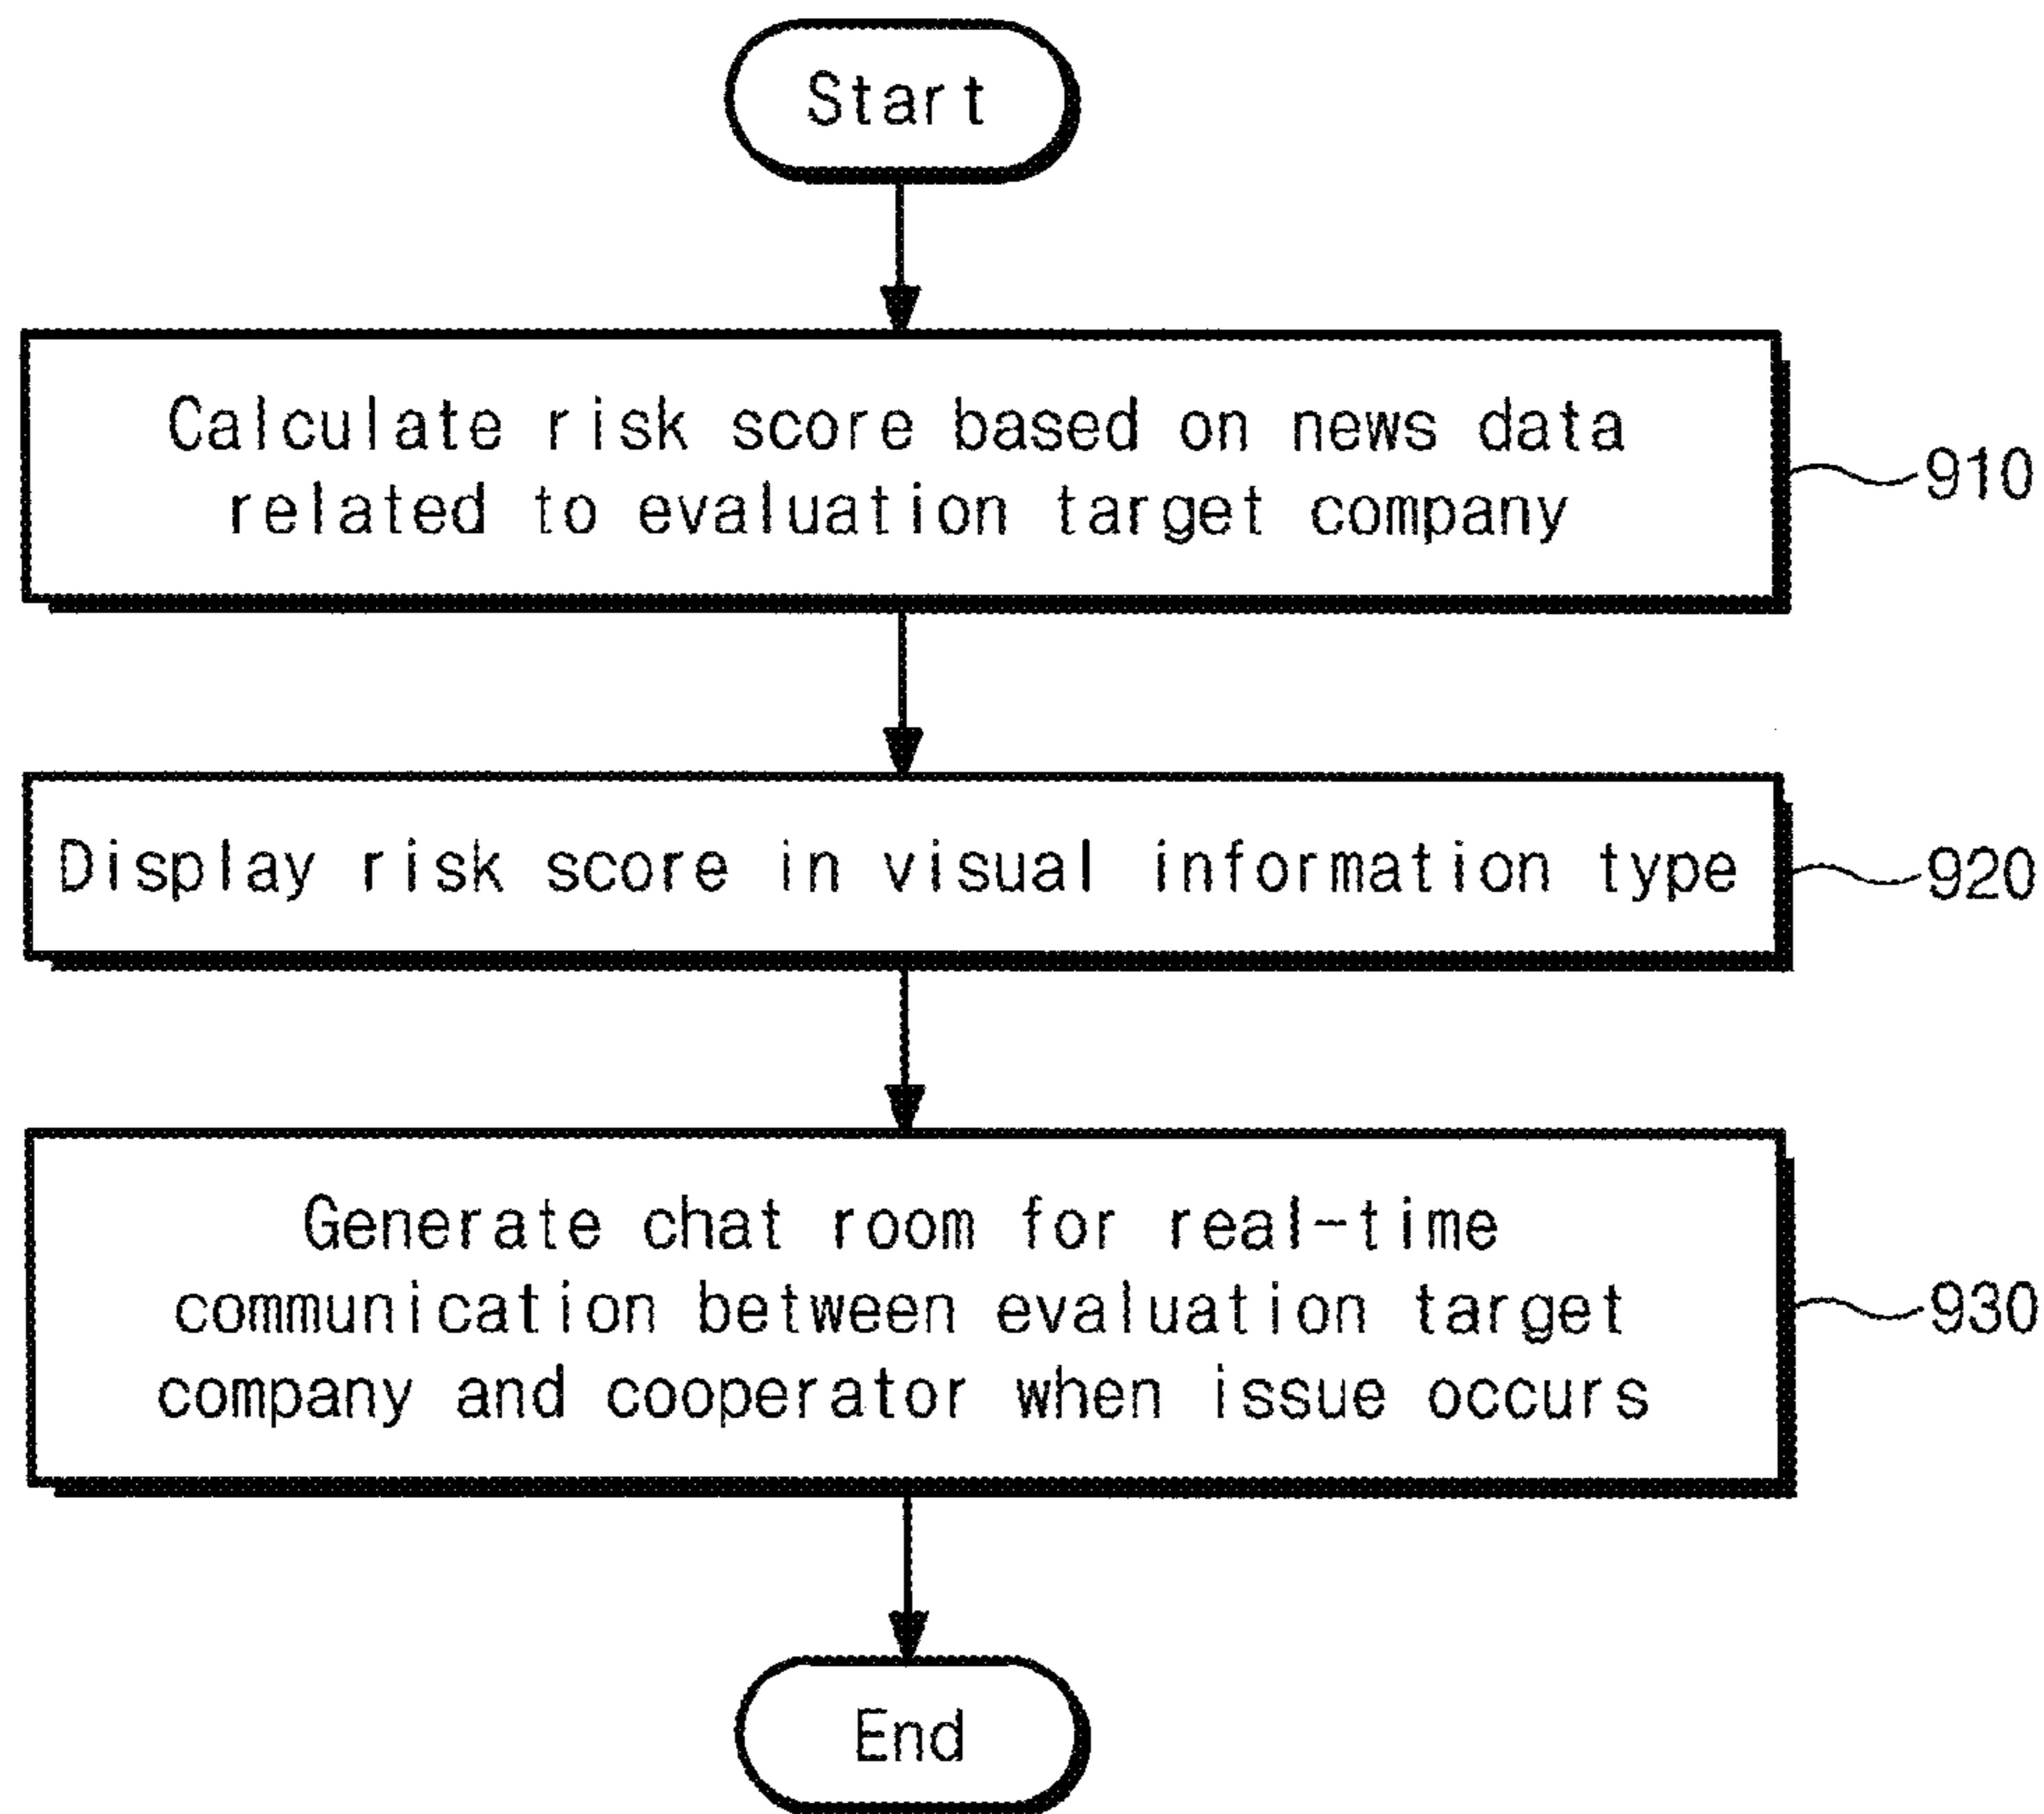 Start
Calculate risk score based on news data
related to evaluation target company
910
Display risk score in visual information type
920
Generate chat room for real-time
communication between evaluation target
company and cooperator when issue occurs
930
End